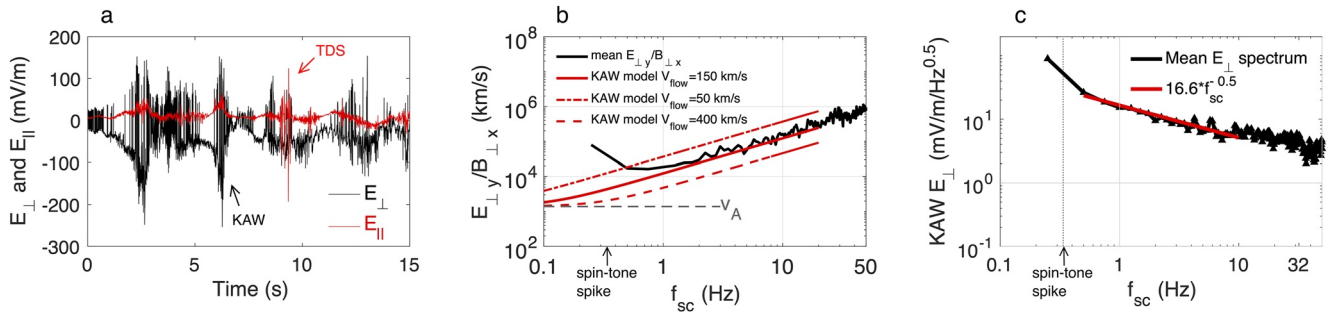 a
E⊥ and E|| (mV/m)
200
100
0
-100
-200
-300
TDS
KAW
E⊥
E||
0
5
10
15
Time (s)
b
E⊥ y/B⊥ x (km/s)
10^8
10^6
10^4
10^2
mean E⊥ y/B⊥ x
KAW model Vflow=150 km/s
KAW model Vflow=50 km/s
KAW model Vflow=400 km/s
vA
0.1
1
10
50
spin-tone
spike
fsc (Hz)
c
KAW E⊥ (mV/m/Hz^0.5)
10^1
10^0
10^-1
Mean E⊥ spectrum
16.6*fsc^-0.5
0.1
1
10
32
spin-tone
spike
fsc (Hz)